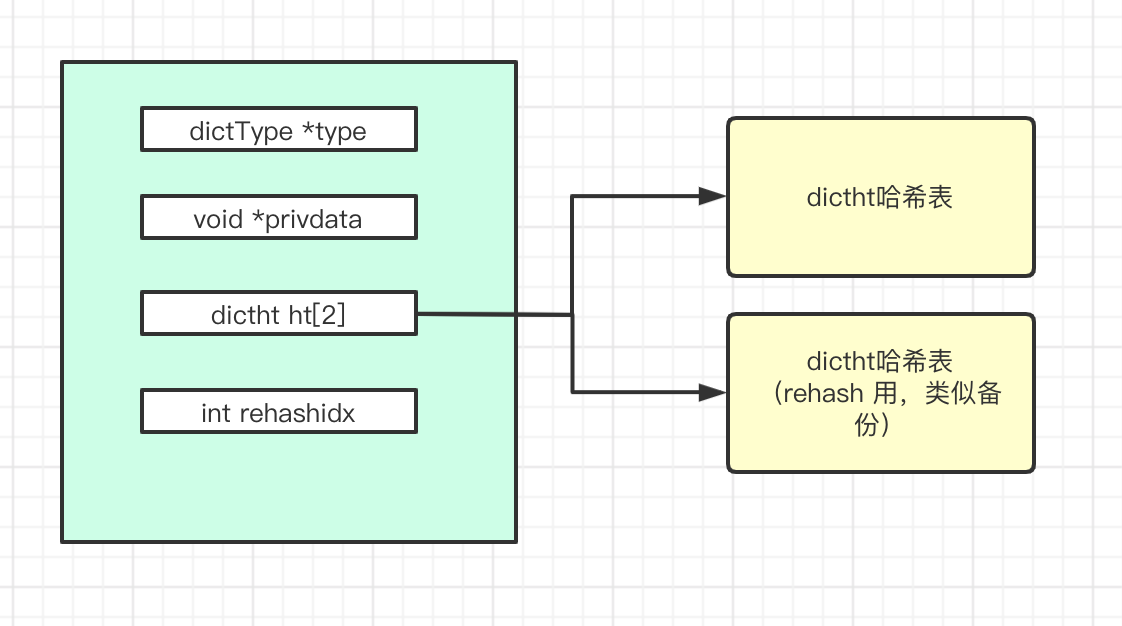 dictType *type
void *privdata
dictht ht[2]
int rehashidx
dictht哈希表
dictht哈希表
（rehash 用，类似备
份）